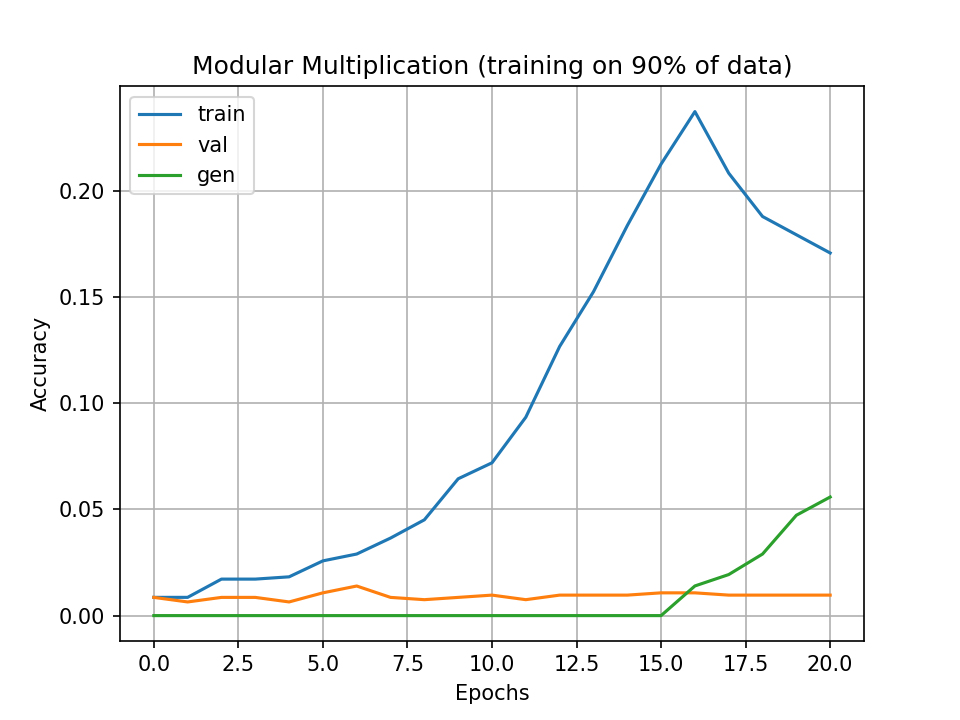 Modular Multiplication (training on 90% of data)
train
val
gen
Accuracy
0.20
0.15
0.10
0.05
0.00
0.0 2.5 5.0 7.5 10.0 12.5 15.0 17.5 20.0
Epochs